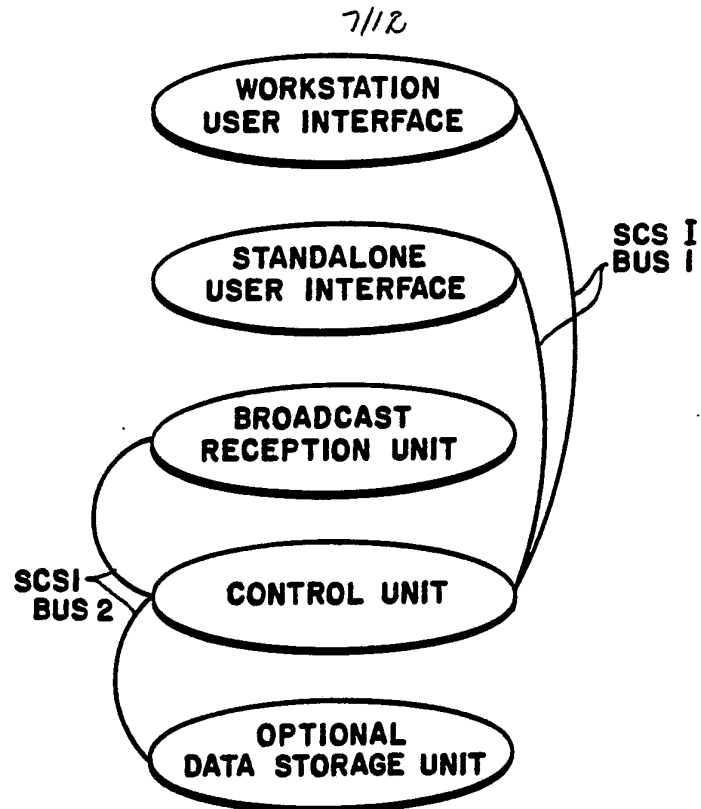 7/12
WORKSTATION
USER INTERFACE
STANDALONE
USER INTERFACE
SCS I
BUS 1
BROADCAST
RECEPTION UNIT
CONTROL UNIT
SCSI
BUS 2
OPTIONAL
DATA STORAGE UNIT